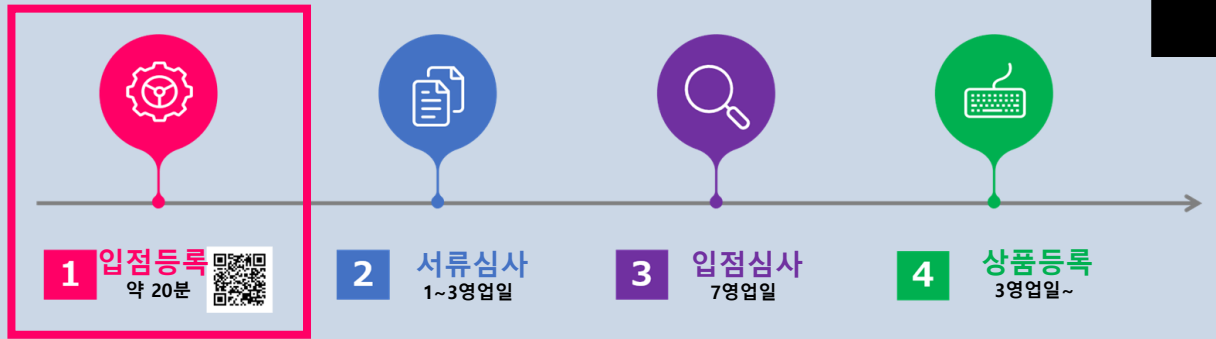 1 입점등록
약 20분
2 서류심사
1~3영업일
3 입점심사
7영업일
4 상품등록
3영업일~